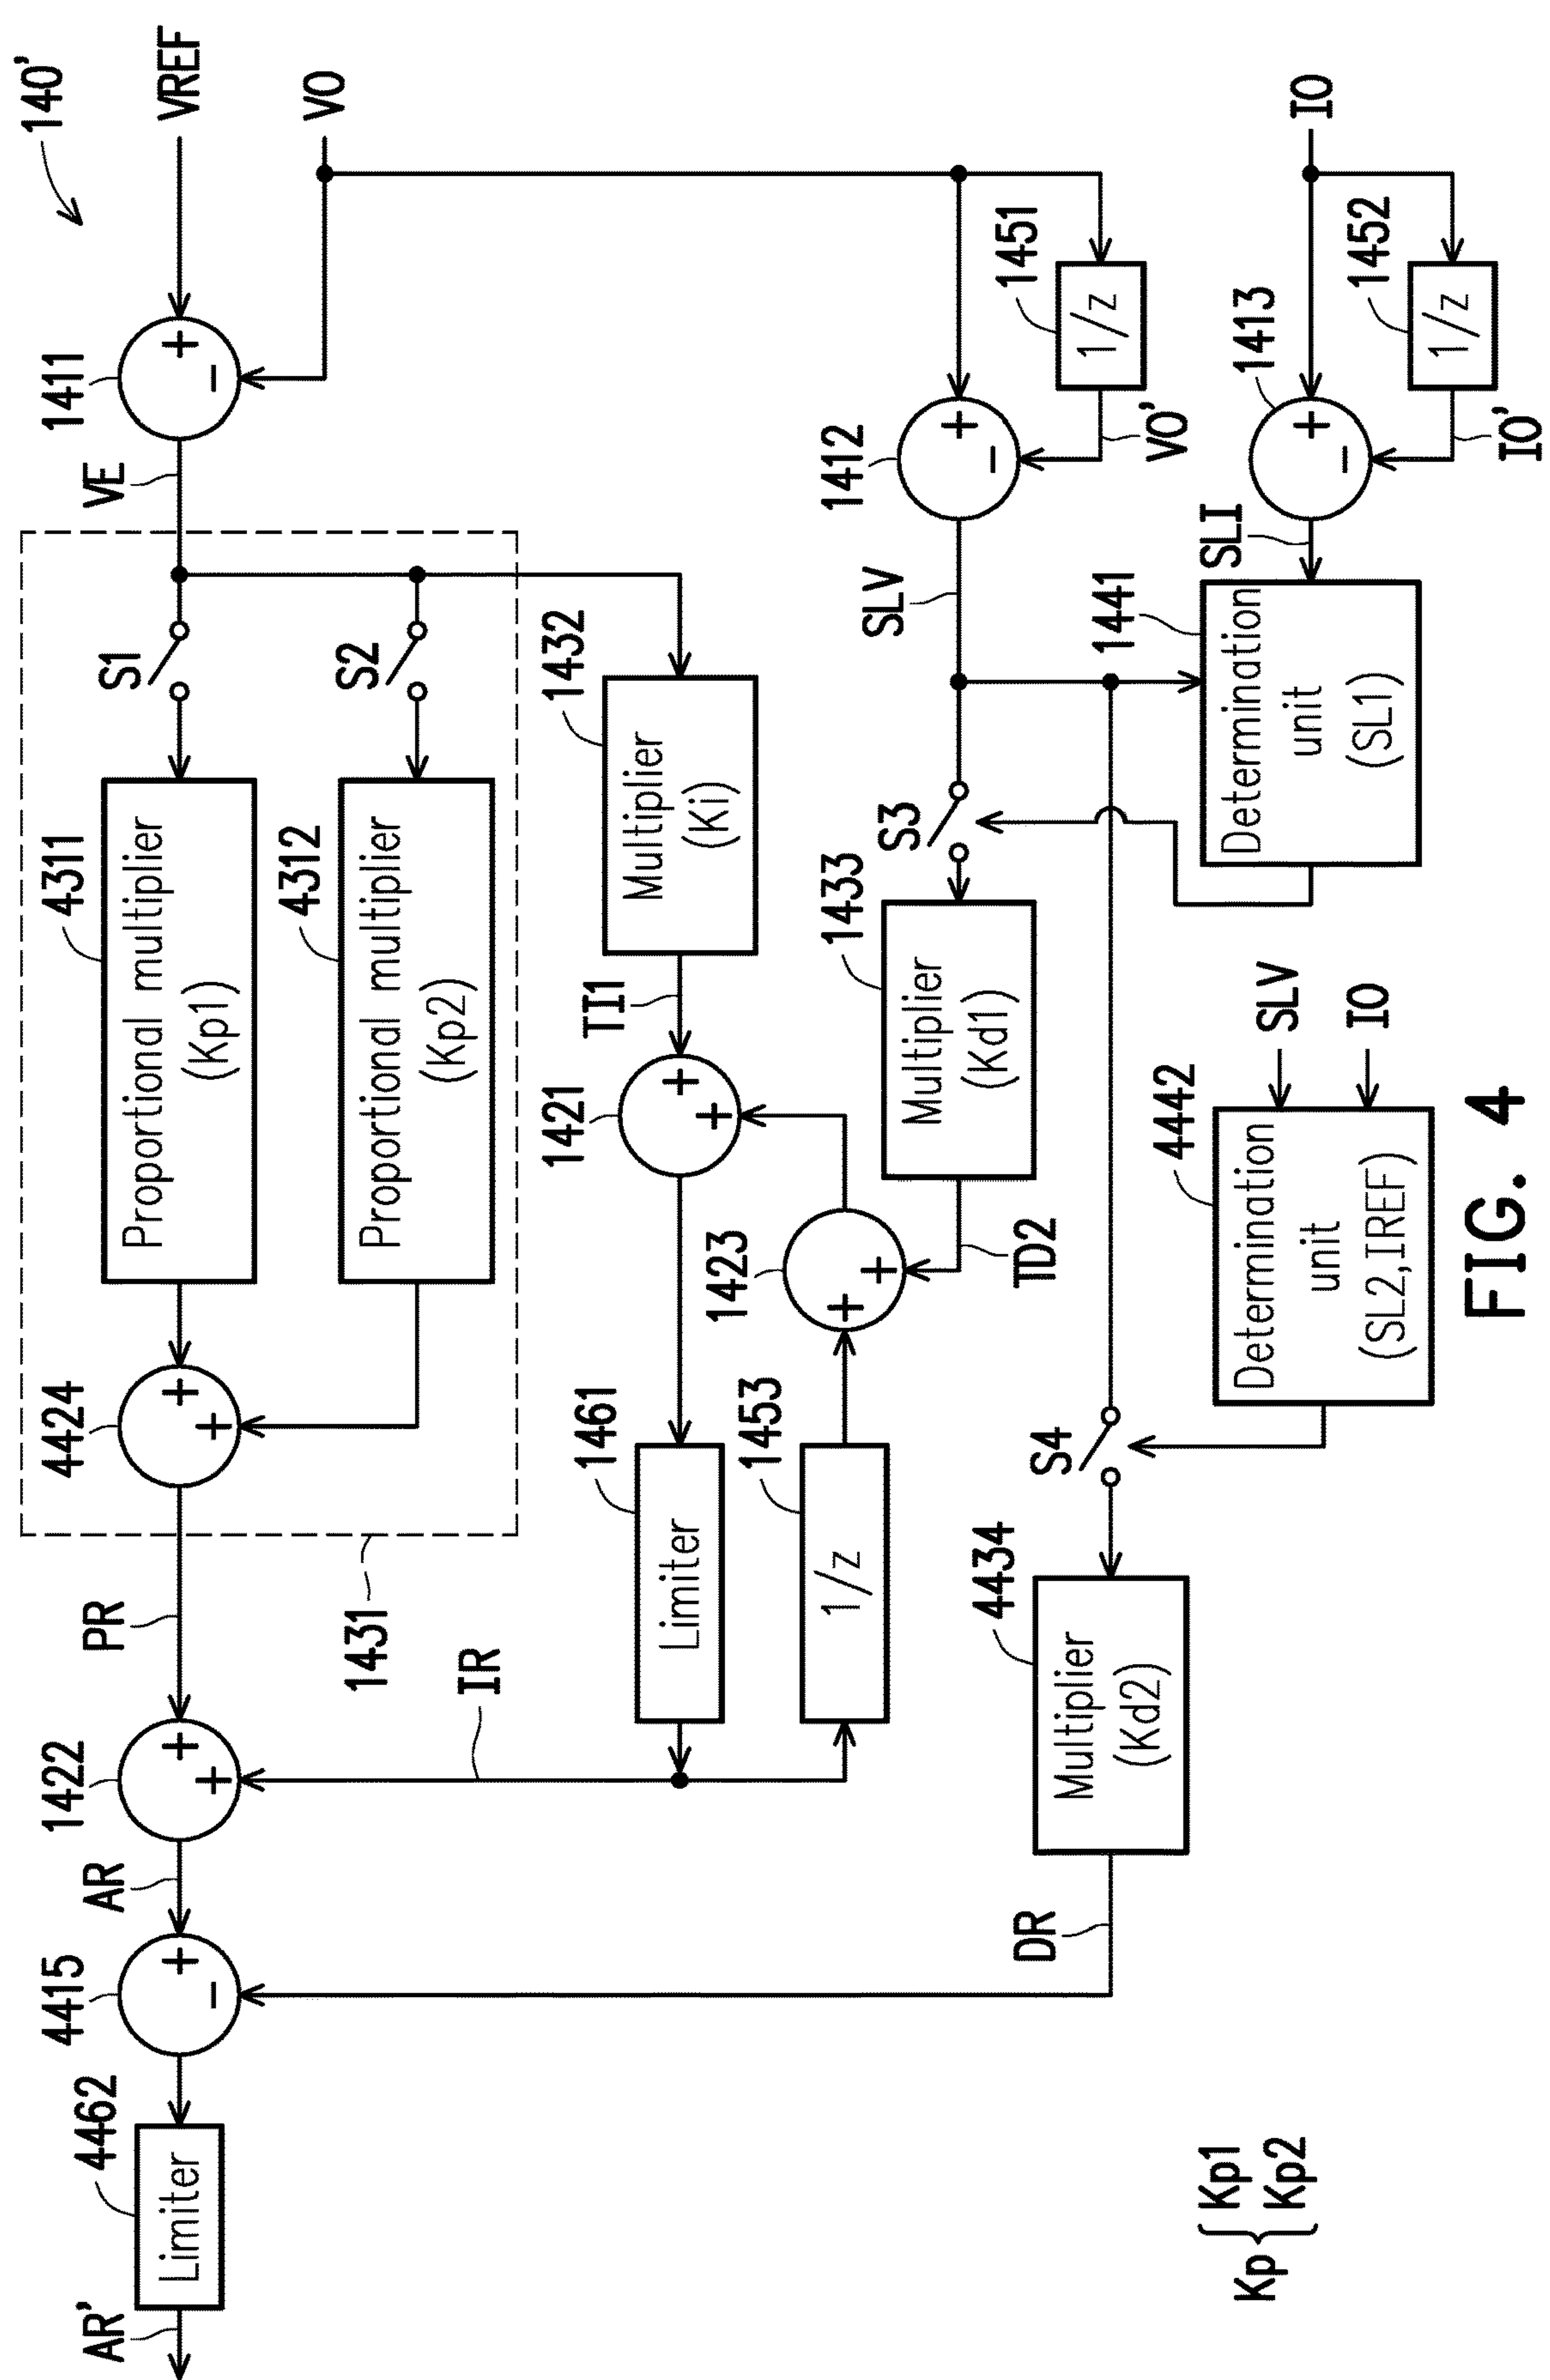 140'
VREF
VO
1411
VE
S1
S2
4311
Proportional multiplier
(Kp1)
4312
Proportional multiplier
(Kp2)
4424
1431
PR
1422
AR
4415
4462
Limiter
AR'
1432
Multiplier
(Ki)
TI1
1421
1461
Limiter
IR
1453
1/z
1423
TD2
1433
Multiplier
(Kd1)
S3
SLV
1412
1451
1/z
VO'
IO
1413
1452
1/z
IO'
SLI
1441
Determination
unit
(SL1)
S4
4434
Multiplier
(Kd2)
DR
SLV
IO
4442
Determination
unit
(SL2,IREF)
Kp { Kp1
Kp2
FIG. 4